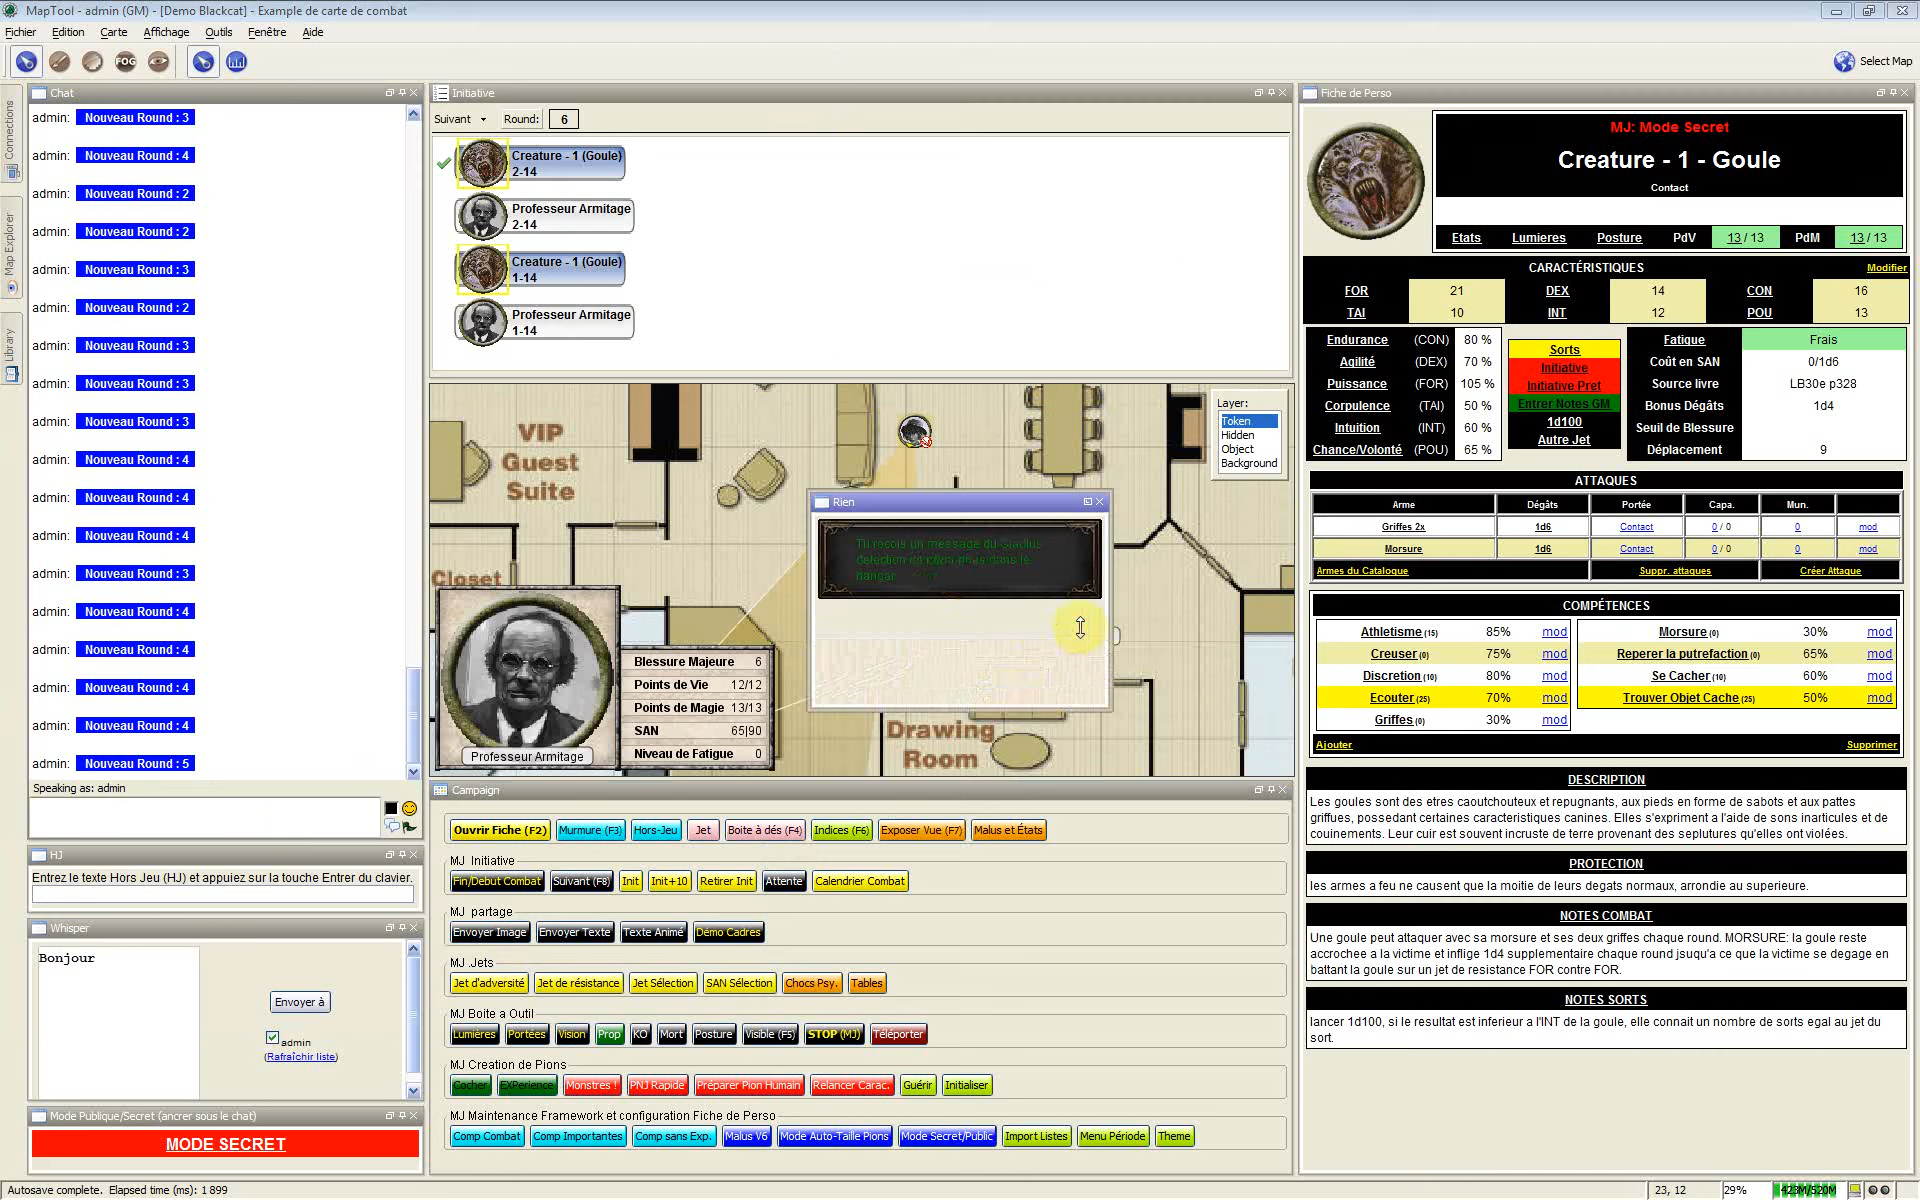 MapTool - admin (GM) - [Demo Blackcat] - Example de carte de combat
Fichier Edition Carte Affichage Outils Fenêtre Aide
FOG
Select Map
Connections
Map Explorer
Library
Chat
admin: Nouveau Round : 3
admin: Nouveau Round : 4
admin: Nouveau Round : 2
admin: Nouveau Round : 2
admin: Nouveau Round : 3
admin: Nouveau Round : 2
admin: Nouveau Round : 3
admin: Nouveau Round : 3
admin: Nouveau Round : 3
admin: Nouveau Round : 4
admin: Nouveau Round : 4
admin: Nouveau Round : 4
admin: Nouveau Round : 3
admin: Nouveau Round : 4
admin: Nouveau Round : 4
admin: Nouveau Round : 4
admin: Nouveau Round : 4
admin: Nouveau Round : 5
Speaking as: admin
HJ
Entrez le texte Hors Jeu (HJ) et appuiez sur la touche Entrer du clavier.
Whisper
Bonjour
Envoyer à
admin
(Rafraîchir liste)
Mode Publique/Secret (ancrer sous le chat)
MODE SECRET
Initiative
Suivant Round: 6
Creature - 1 (Goule)
2-14
Professeur Armitage
2-14
Creature - 1 (Goule)
1-14
Professeur Armitage
1-14
VIP
Guest
Suite
Closet
Drawing
Room
Layer:
Token
Hidden
Object
Background
Rien
Tu recois un message du Gradius
dans le
hangar
Professeur Armitage
Blessure Majeure 6
Points de Vie 12/12
Points de Magie 13/13
SAN 65|90
Niveau de Fatigue 0
Campaign
Ouvrir Fiche (F2) Murmure (F3) Hors-Jeu Jet Boite à dés (F4) Indices (F6) Exposer Vue (F7) Malus et États
MJ Initiative
Fin/Debut Combat Suivant (F8) Init Init+10 Retirer Init Attente Calendrier Combat
MJ partage
Envoyer Image Envoyer Texte Texte Animé Démo Cadres
MJ .Jets
Jet d'adversité Jet de résistance Jet Sélection SAN Sélection Chocs Psy. Tables
MJ Boite a Outil
Lumières Portées Vision Prop KO Mort Posture Visible (F5) STOP (MJ) Téléporter
MJ Creation de Pions
Cocher EXPerience Monstres ! PNJ Rapide Préparer Pion Humain Relancer Carac. Guérir Initialiser
MJ Maintenance Framework et configuration Fiche de Perso
Comp Combat Comp Importantes Comp sans Exp. Malus V6 Mode Auto-Taille Pions Mode Secret/Public Import Listes Menu Période Theme
Fiche de Perso
MJ: Mode Secret
Creature - 1 - Goule
Contact
Etats Lumieres Posture PdV 13 / 13 PdM 13 / 13
CARACTÉRISTIQUES Modifier
FOR 21 DEX 14 CON 16
TAI 10 INT 12 POU 13
Endurance (CON) 80 %
Agilité (DEX) 70 %
Puissance (FOR) 105 %
Corpulence (TAI) 50 %
Intuition (INT) 60 %
Chance/Volonté (POU) 65 %
Sorts
Initiative
Initiative Pret
Entrer Notes GM
1d100
Autre Jet
Fatigue Frais
Coût en SAN 0/1d6
Source livre LB30e p328
Bonus Dégâts 1d4
Seuil de Blessure
Déplacement 9
ATTAQUES
Arme Dégâts Portée Capa. Mun.
Griffes 2x 1d6 Contact 0 / 0 0 mod
Morsure 1d6 Contact 0 / 0 0 mod
Armes du Catalogue Suppr. attaques Créer Attaque
COMPÉTENCES
Athletisme (15) 85% mod Morsure (0) 30% mod
Creuser (0) 75% mod Reperer la putrefaction (0) 65% mod
Discretion (10) 80% mod Se Cacher (10) 60% mod
Ecouter (25) 70% mod Trouver Objet Cache (25) 50% mod
Griffes (0) 30% mod
Ajouter Supprimer
DESCRIPTION
Les goules sont des etres caoutchouteux et repugnants, aux pieds en forme de sabots et aux pattes
griffues, possedant certaines caractéristiques canines. Elles s'expriment a l'aide de sons inarticules et de
couinements. Leur cuir est souvent incruste de terre provenant des seplutures qu'elles ont violées.
PROTECTION
les armes a feu ne causent que la moitie de leurs degats normaux, arrondie au superieure.
NOTES COMBAT
Une goule peut attaquer avec sa morsure et ses deux griffes chaque round. MORSURE: la goule reste
accrochee a la victime et inflige 1d4 supplementaire chaque round jsuqu'a ce que la victime se degage en
battant la goule sur un jet de resistance FOR contre FOR.
NOTES SORTS
lancer 1d100, si le resultat est inferieur a l'INT de la goule, elle connait un nombre de sorts egal au jet du
sort.
Autosave complete. Elapsed time (ms): 1 899
23, 12 29% 423M/520M